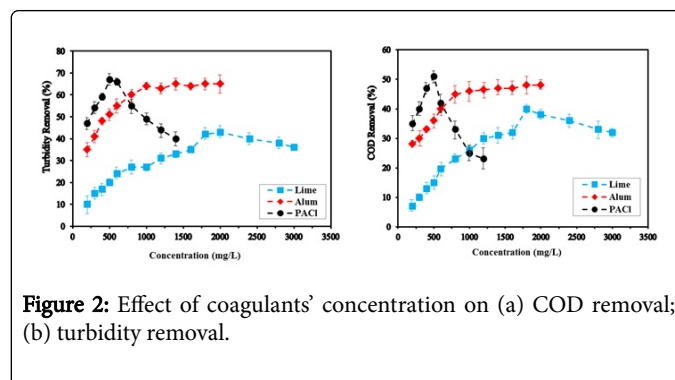 80
70
60
50
40
30
20
10
0
Turbidity Removal (%)
0 500 1000 1500 2000 2500 3000 3500
Concentration (mg/L)
Lime
Alum
PACl
60
50
40
30
20
10
0
COD Removal (%)
0 500 1000 1500 2000 2500 3000 3500
Concentration (mg/L)
Lime
Alum
PACl
Figure 2: Effect of coagulants’ concentration on (a) COD removal;
(b) turbidity removal.